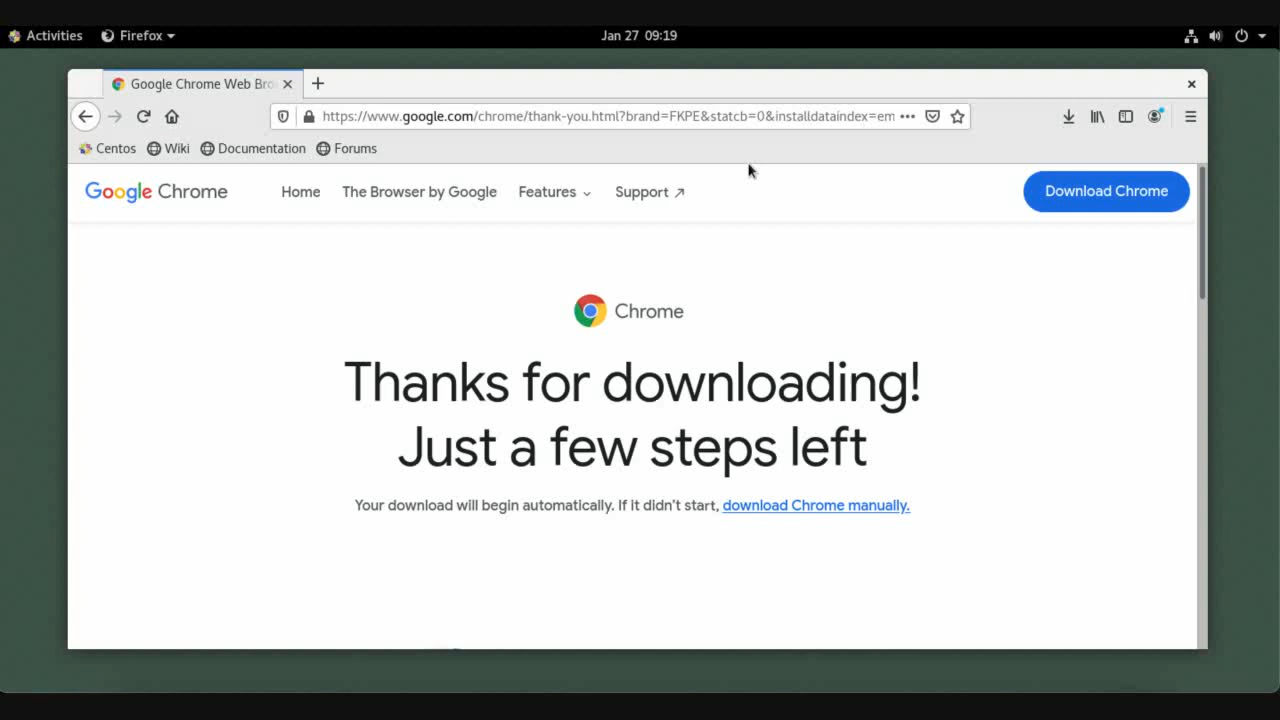 Activities Firefox Jan 27 09:19
Google Chrome Web Bro
https://www.google.com/chrome/thank-you.html?brand=FKPE&statcb=0&installdataindex=em
Centos Wiki Documentation Forums
Google Chrome Home The Browser by Google Features Support Download Chrome
Chrome
Thanks for downloading!
Just a few steps left
Your download will begin automatically. If it didn't start, download Chrome manually.